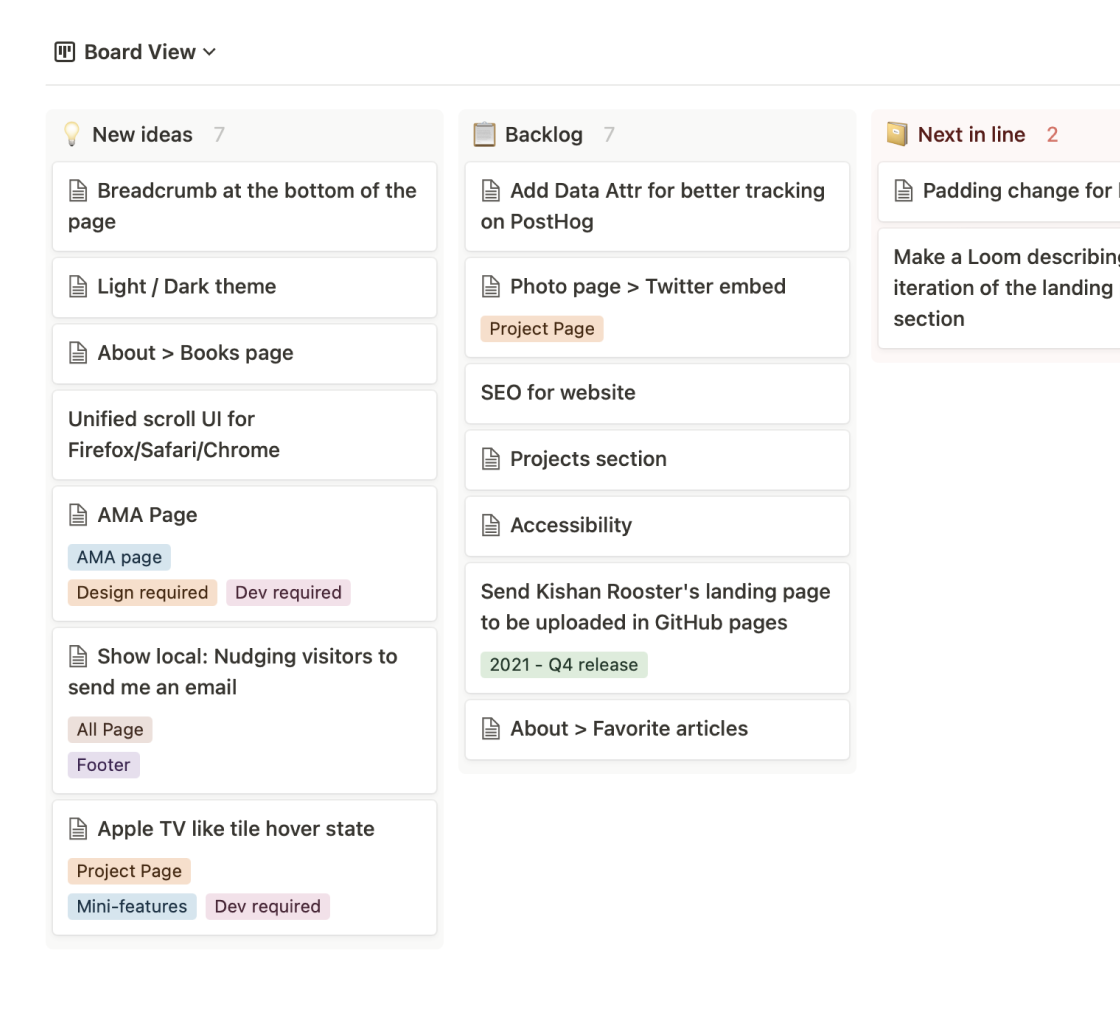 Board View
New ideas 7
Breadcrumb at the bottom of the
page
Light / Dark theme
About > Books page
Unified scroll UI for
Firefox/Safari/Chrome
AMA Page
AMA page
Design required Dev required
Show local: Nudging visitors to
send me an email
All Page
Footer
Apple TV like tile hover state
Project Page
Mini-features Dev required
Backlog 7
Add Data Attr for better tracking
on PostHog
Photo page > Twitter embed
Project Page
SEO for website
Projects section
Accessibility
Send Kishan Rooster's landing page
to be uploaded in GitHub pages
2021 - Q4 release
About > Favorite articles
Next in line 2
Padding change for
Make a Loom describing
iteration of the landing
section